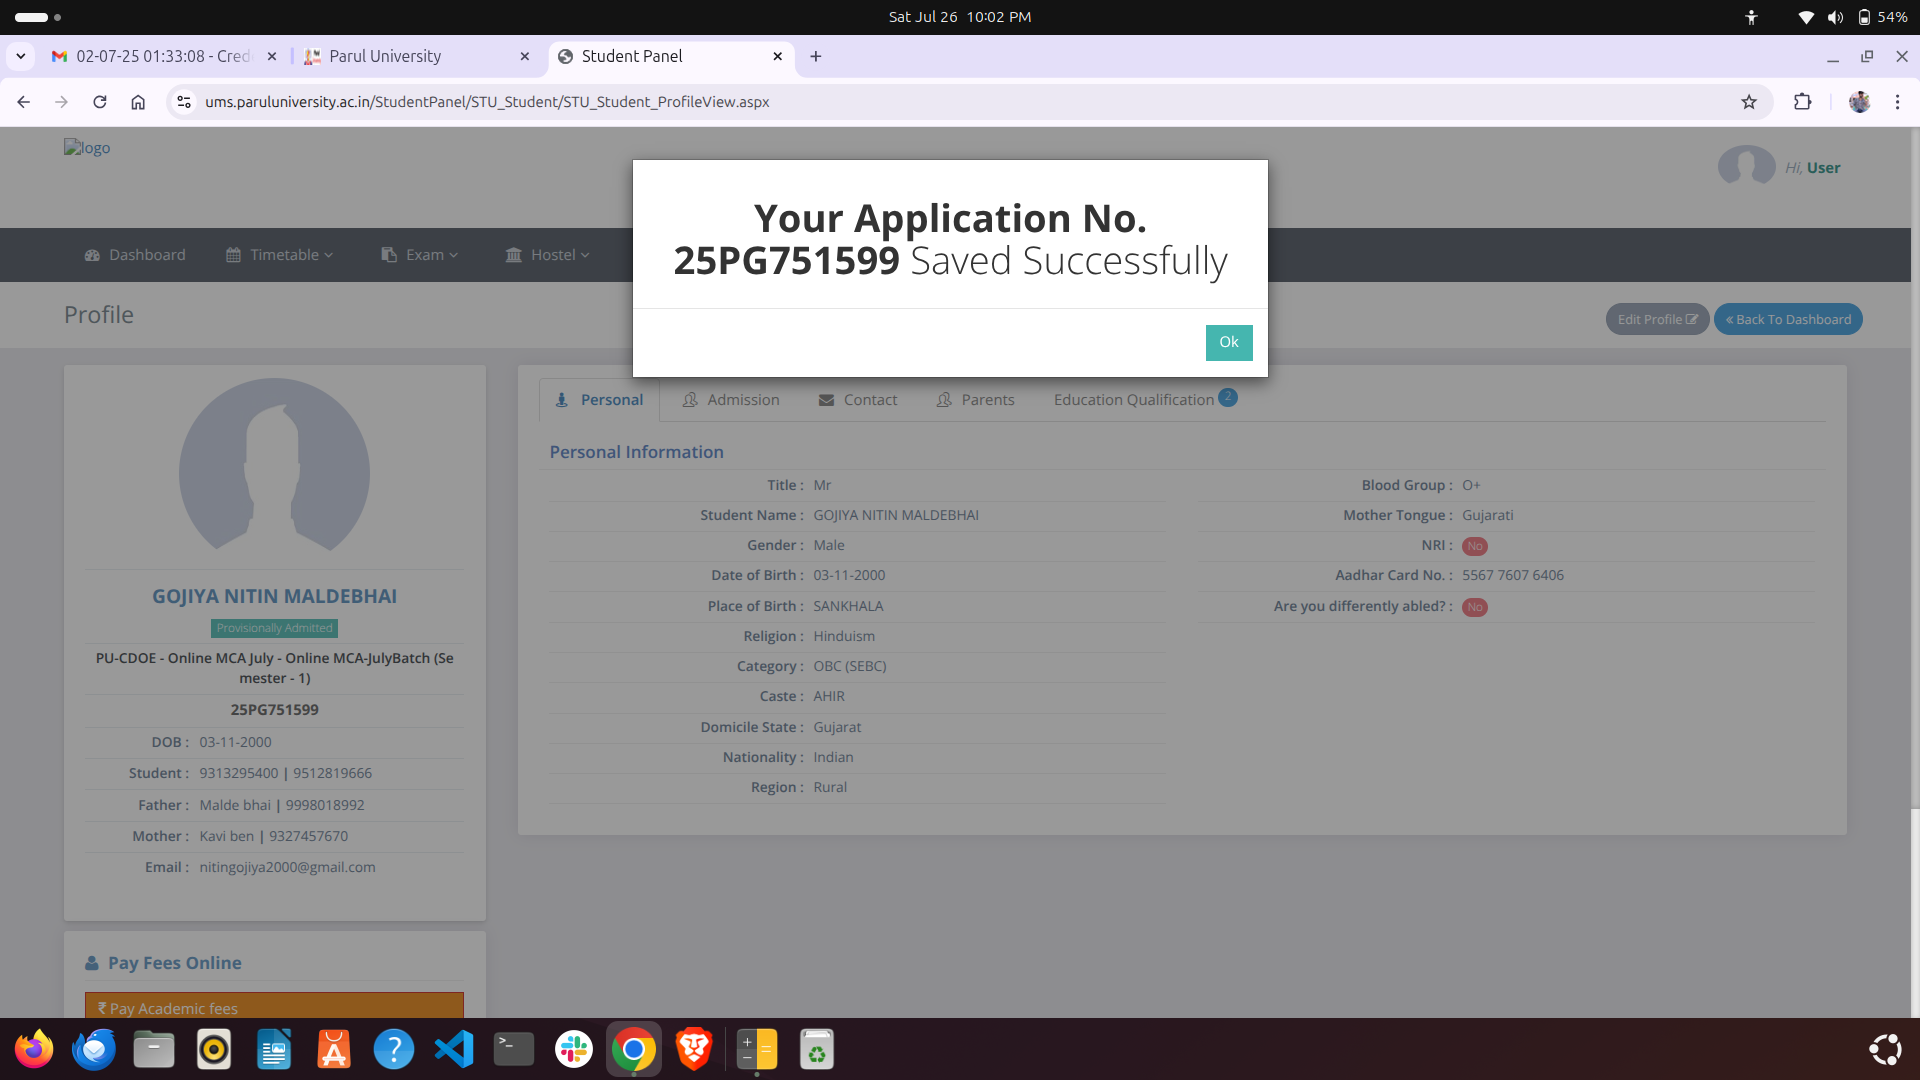 Sat Jul 26 10:02 PM
54%
02-07-25 01:33:08 - Cred
Parul University
Student Panel
ums.paruluniversity.ac.in/StudentPanel/STU_Student/STU_Student_ProfileView.aspx
logo
Hi, User
Your Application No.
25PG751599 Saved Successfully
Ok
Dashboard
Timetable
Exam
Hostel
Profile
Edit Profile
« Back To Dashboard
GOJIYA NITIN MALDEBHAI
Provisionally Admitted
PU-CDOE - Online MCA July - Online MCA-JulyBatch (Se
mester - 1)
25PG751599
DOB : 03-11-2000
Student : 9313295400 | 9512819666
Father : Malde bhai | 9998018992
Mother : Kavi ben | 9327457670
Email : nitingojiya2000@gmail.com
Pay Fees Online
₹ Pay Academic fees
Personal
Admission
Contact
Parents
Education Qualification 2
Personal Information
Title : Mr
Student Name : GOJIYA NITIN MALDEBHAI
Gender : Male
Date of Birth : 03-11-2000
Place of Birth : SANKHALA
Religion : Hinduism
Category : OBC (SEBC)
Caste : AHIR
Domicile State : Gujarat
Nationality : Indian
Region : Rural
Blood Group : O+
Mother Tongue : Gujarati
NRI : No
Aadhar Card No. : 5567 7607 6406
Are you differently abled? : No